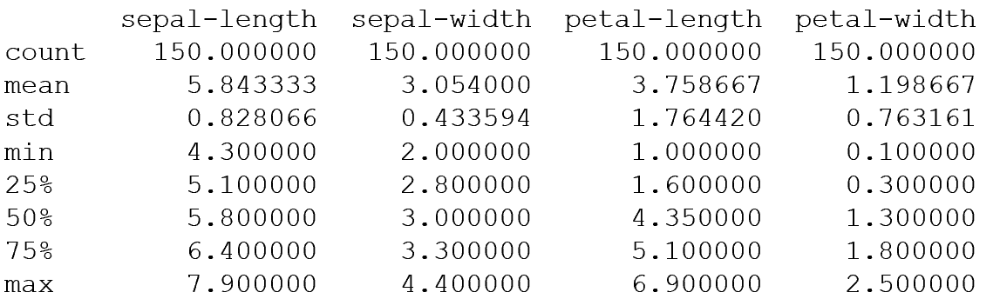 sepal-length sepal-width petal-length petal-width
count 150.000000 150.000000 150.000000 150.000000
mean 5.843333 3.054000 3.758667 1.198667
std 0.828066 0.433594 1.764420 0.763161
min 4.300000 2.000000 1.000000 0.100000
25% 5.100000 2.800000 1.600000 0.300000
50% 5.800000 3.000000 4.350000 1.300000
75% 6.400000 3.300000 5.100000 1.800000
max 7.900000 4.400000 6.900000 2.500000